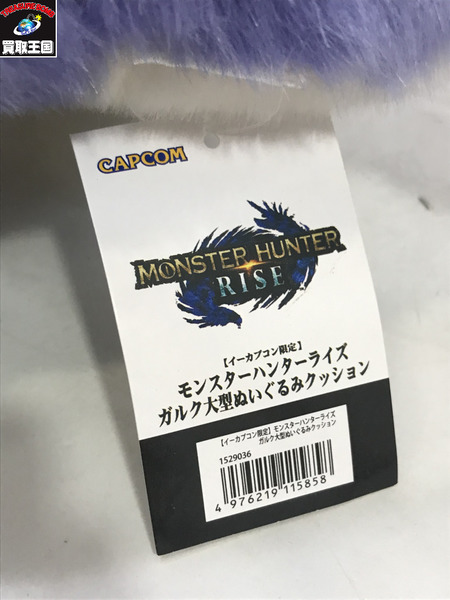 買取王国
CAPCOM
MONSTER HUNTER
RISE
【イーカプコン限定】
モンスターハンターライズ
ガルク大型ぬいぐるみクッション
【イーカプコン限定】モンスターハンターライズ
ガルク大型ぬいぐるみクッション
1529036
4 976219 115858